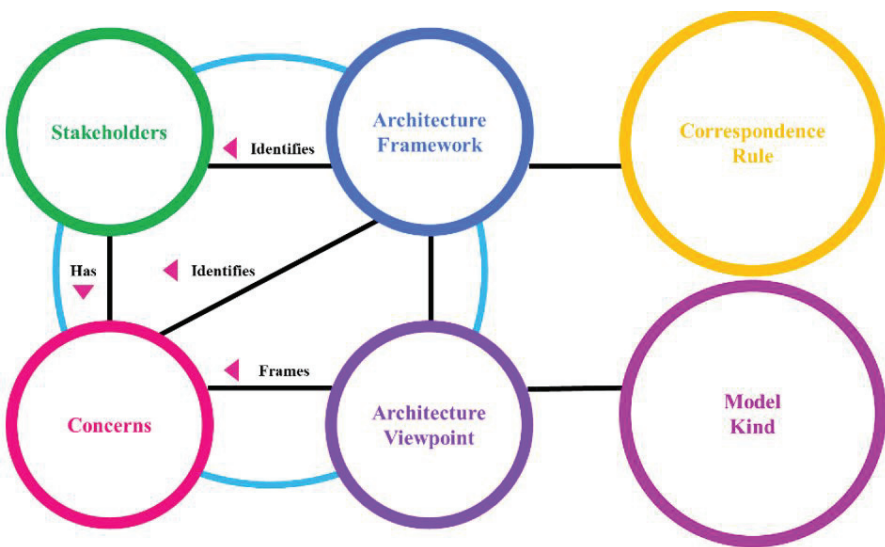 Stakeholders
Identifies
Architecture
Framework
Correspondence
Rule
Has
Identifies
Concerns
Frames
Architecture
Viewpoint
Model
Kind